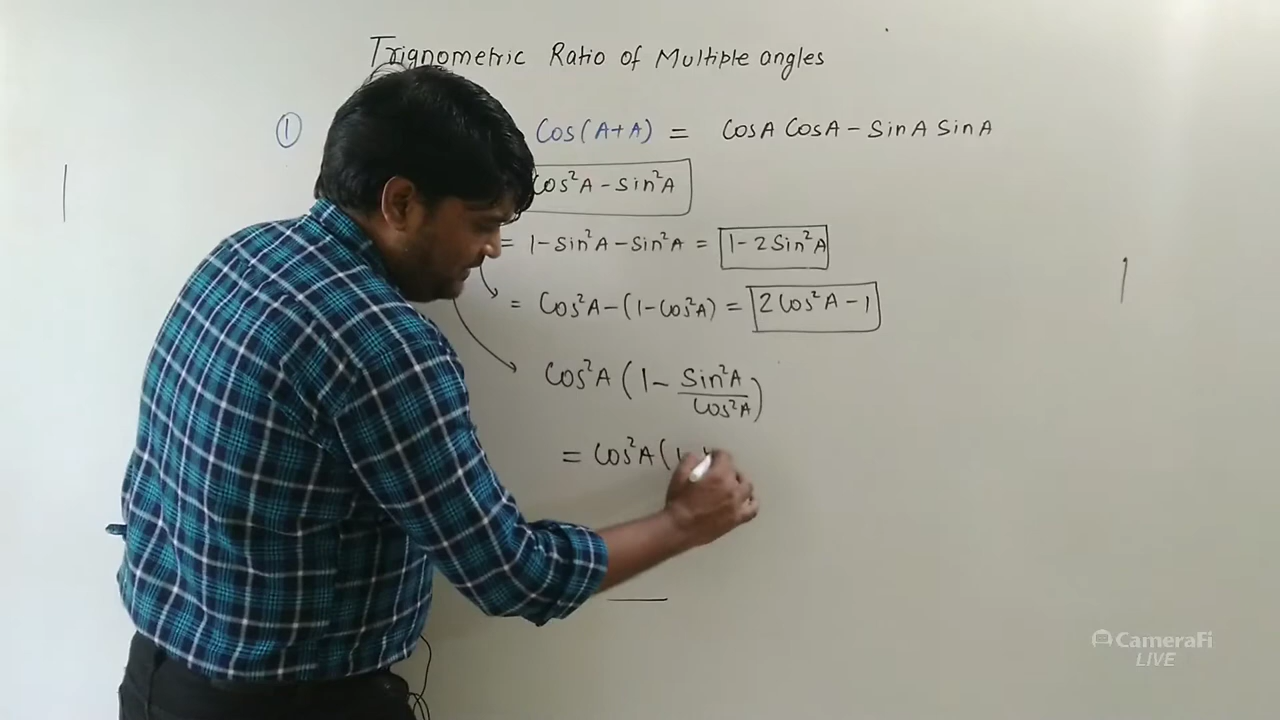 Trignometric Ratio of Multiple angles
① Cos(A+A) = CosA CosA - SinA SinA
Cos²A - Sin²A
= 1 - Sin²A - Sin²A = 1 - 2Sin²A
= Cos²A - (1 - Cos²A) = 2Cos²A - 1
Cos²A (1 - Sin²A/Cos²A)
= Cos²A (1
CameraFi
LIVE